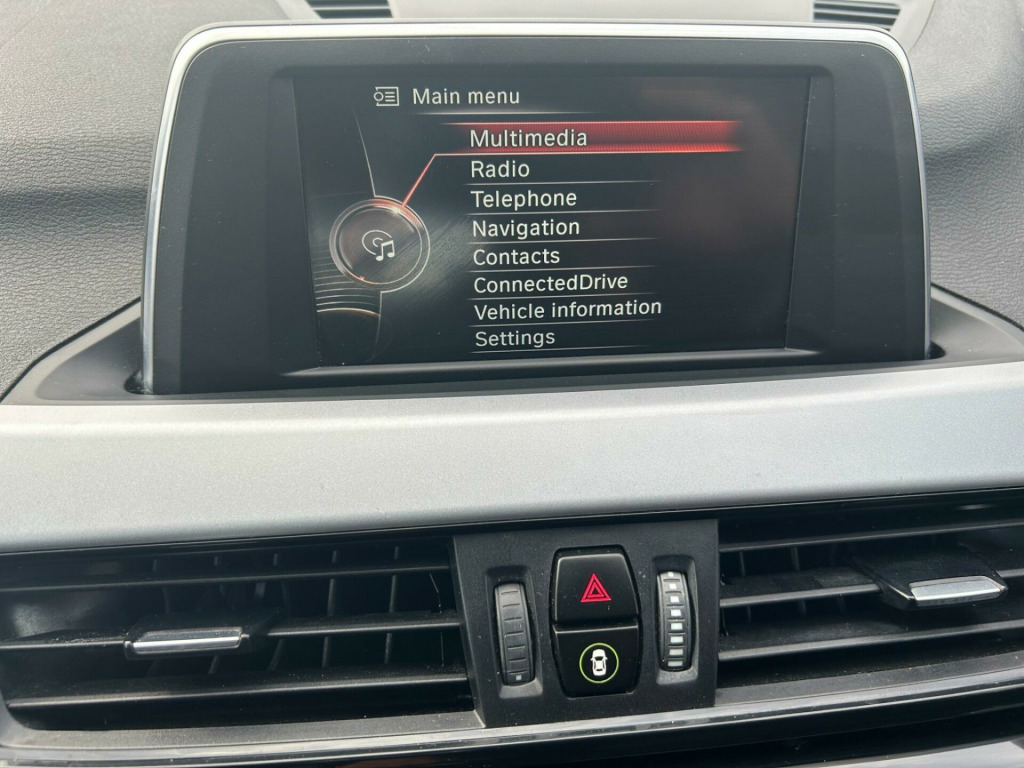 Main menu
Multimedia
Radio
Telephone
Navigation
Contacts
ConnectedDrive
Vehicle information
Settings